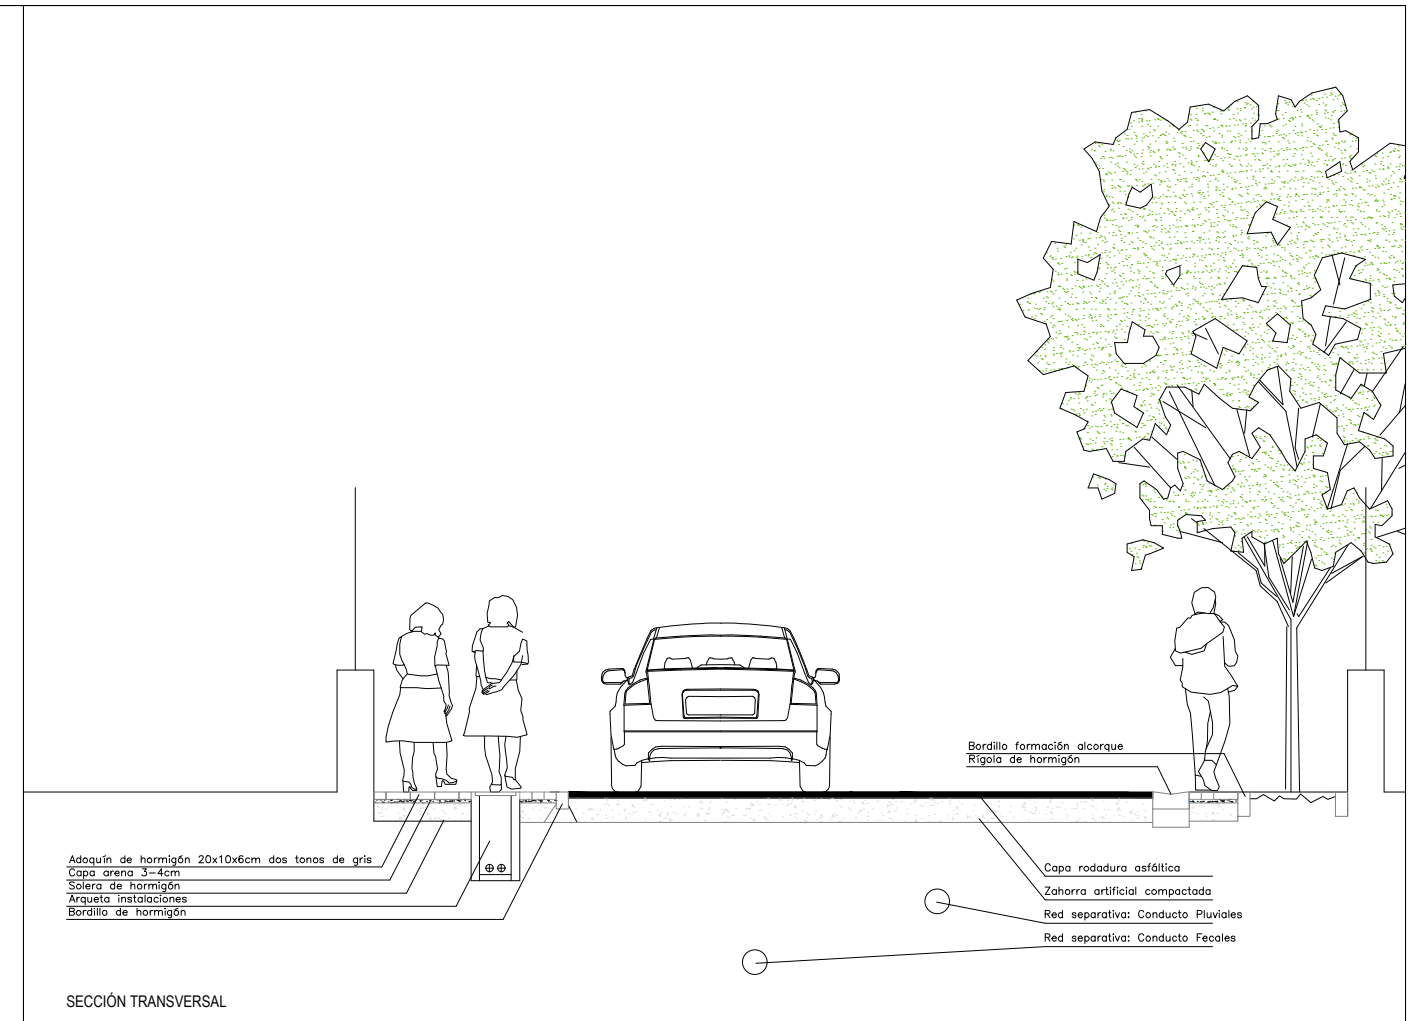 Bordillo formación alcorque
Rígola de hormigón
Adoquín de hormigón 20x10x6cm dos tonos de gris
Capa arena 3-4cm
Solera de hormigón
Arqueta instalaciones
Bordillo de hormigón
Capa rodadura asfáltica
Zahorra artificial compactada
Red separativa: Conducto Pluviales
Red separativa: Conducto Fecales
SECCIÓN TRANSVERSAL